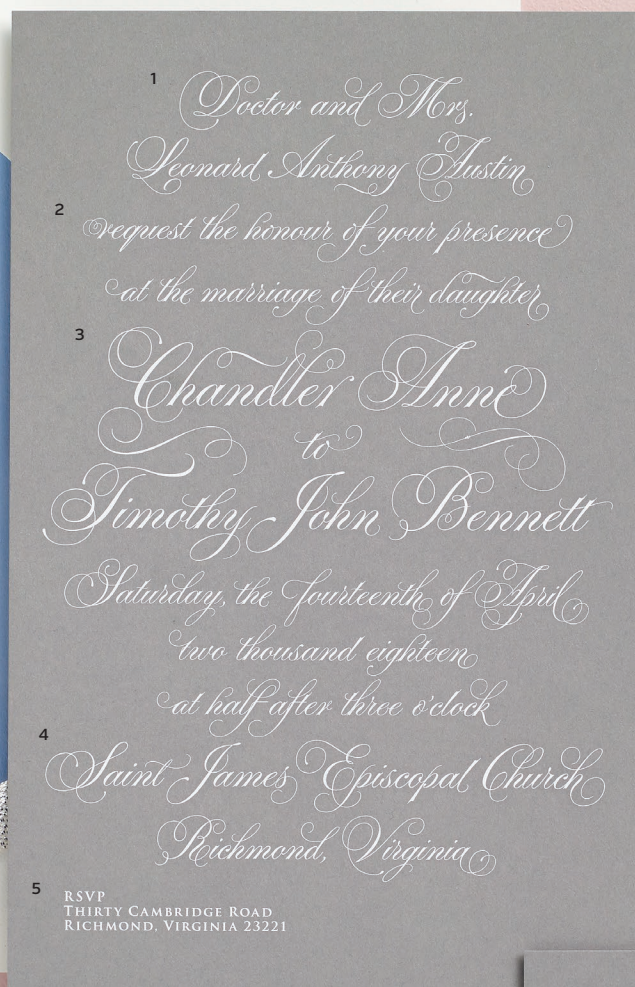 1
Doctor and Mrs.
Leonard Anthony Austin
2
request the honour of your presence
at the marriage of their daughter
3
Chandler Anne
to
Timothy John Bennett
Saturday, the fourteenth of April
two thousand eighteen
at half after three o'clock
4
Saint James Episcopal Church
Richmond, Virginia
5
RSVP
THIRTY CAMBRIDGE ROAD
RICHMOND, VIRGINIA 23221